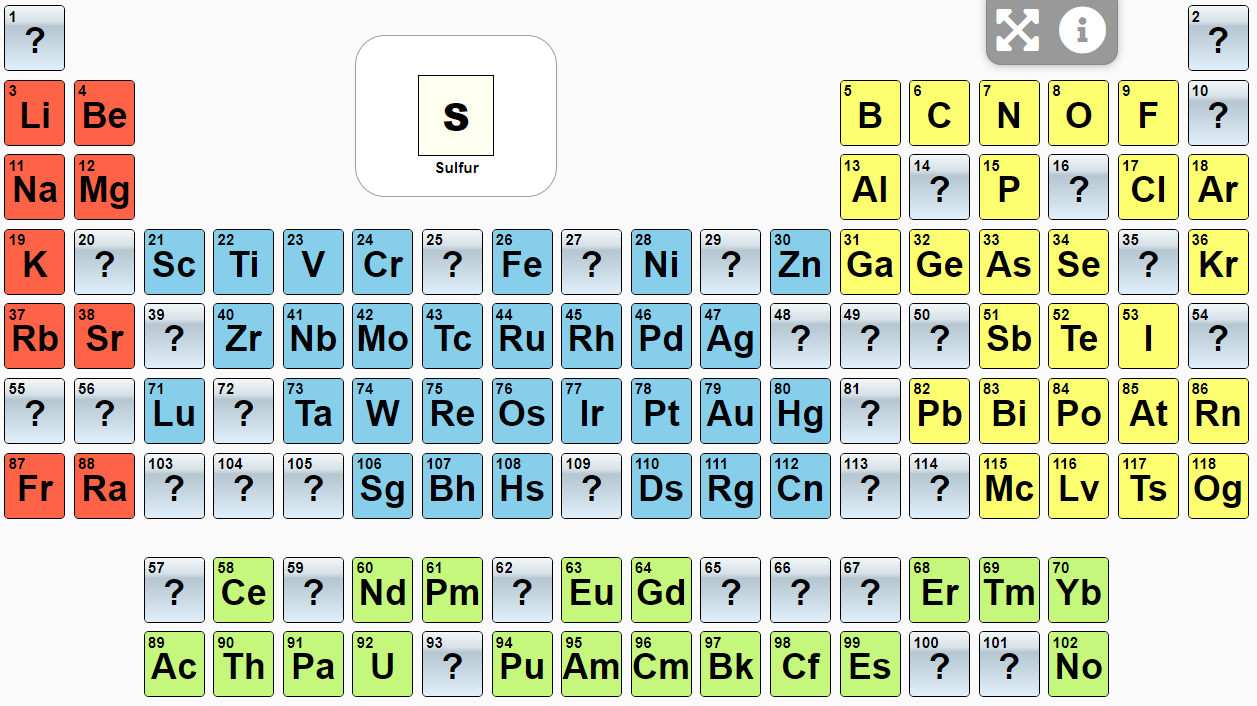 1 ? 2 ?
S
Sulfur
3 Li 4 Be 5 B 6 C 7 N 8 O 9 F 10 ?
11 Na 12 Mg 13 Al 14 ? 15 P 16 ? 17 Cl 18 Ar
19 K 20 ? 21 Sc 22 Ti 23 V 24 Cr 25 ? 26 Fe 27 ? 28 Ni 29 ? 30 Zn 31 Ga 32 Ge 33 As 34 Se 35 ? 36 Kr
37 Rb 38 Sr 39 ? 40 Zr 41 Nb 42 Mo 43 Tc 44 Ru 45 Rh 46 Pd 47 Ag 48 ? 49 ? 50 ? 51 Sb 52 Te 53 I 54 ?
55 ? 56 ? 71 Lu 72 ? 73 Ta 74 W 75 Re 76 Os 77 Ir 78 Pt 79 Au 80 Hg 81 ? 82 Pb 83 Bi 84 Po 85 At 86 Rn
87 Fr 88 Ra 103 ? 104 ? 105 ? 106 Sg 107 Bh 108 Hs 109 ? 110 Ds 111 Rg 112 Cn 113 ? 114 ? 115 Mc 116 Lv 117 Ts 118 Og
57 ? 58 Ce 59 ? 60 Nd 61 Pm 62 ? 63 Eu 64 Gd 65 ? 66 ? 67 ? 68 Er 69 Tm 70 Yb
89 Ac 90 Th 91 Pa 92 U 93 ? 94 Pu 95 Am 96 Cm 97 Bk 98 Cf 99 Es 100 ? 101 ? 102 No